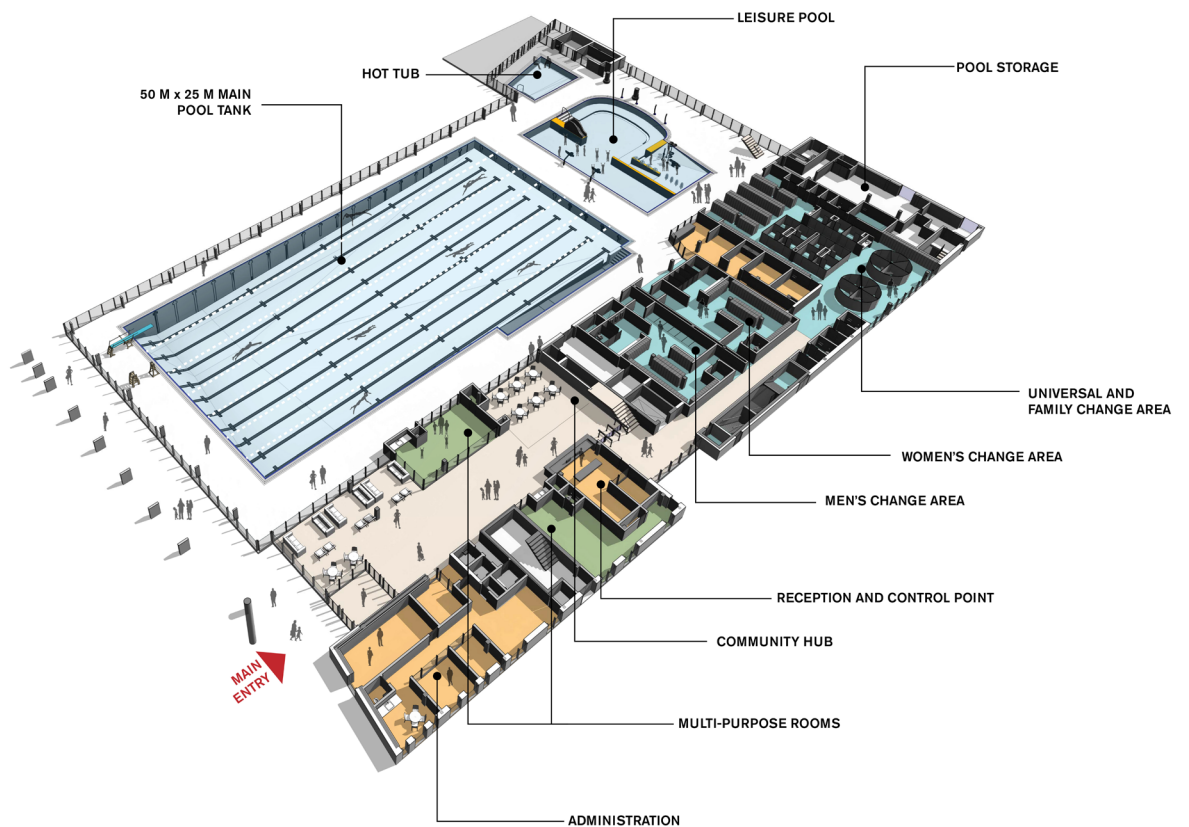 LEISURE POOL
HOT TUB
POOL STORAGE
50 M x 25 M MAIN
POOL TANK
UNIVERSAL AND
FAMILY CHANGE AREA
WOMEN'S CHANGE AREA
MEN'S CHANGE AREA
RECEPTION AND CONTROL POINT
COMMUNITY HUB
MAIN
ENTRY
MULTI-PURPOSE ROOMS
ADMINISTRATION